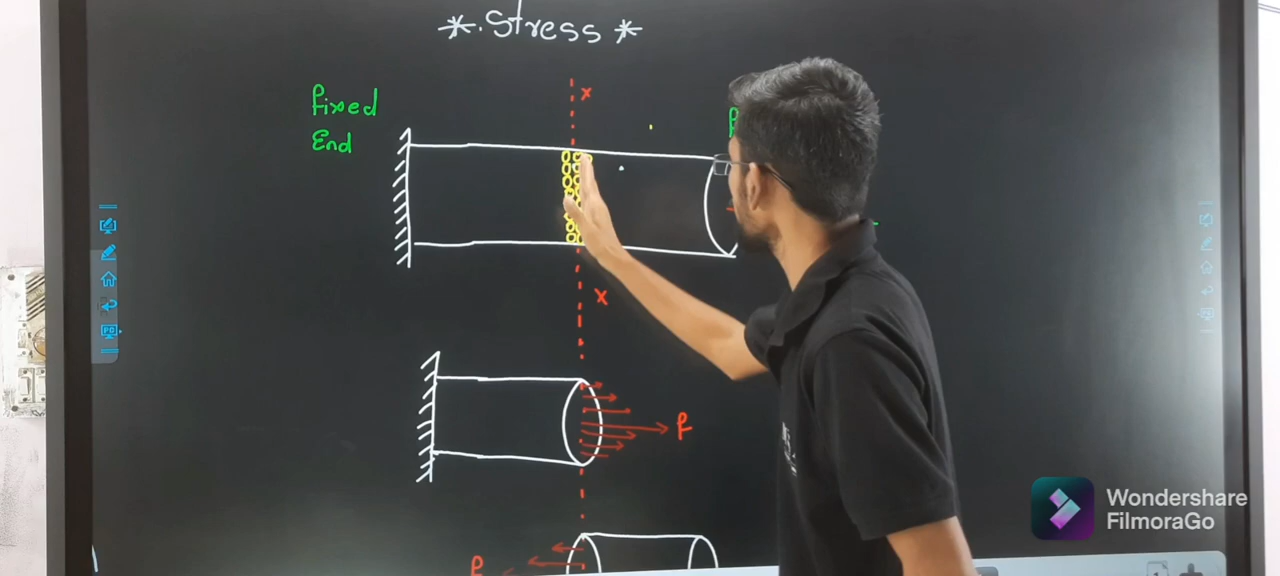 *.Stress*
fixed
End
x
x
P
P
Wondershare
FilmoraGo